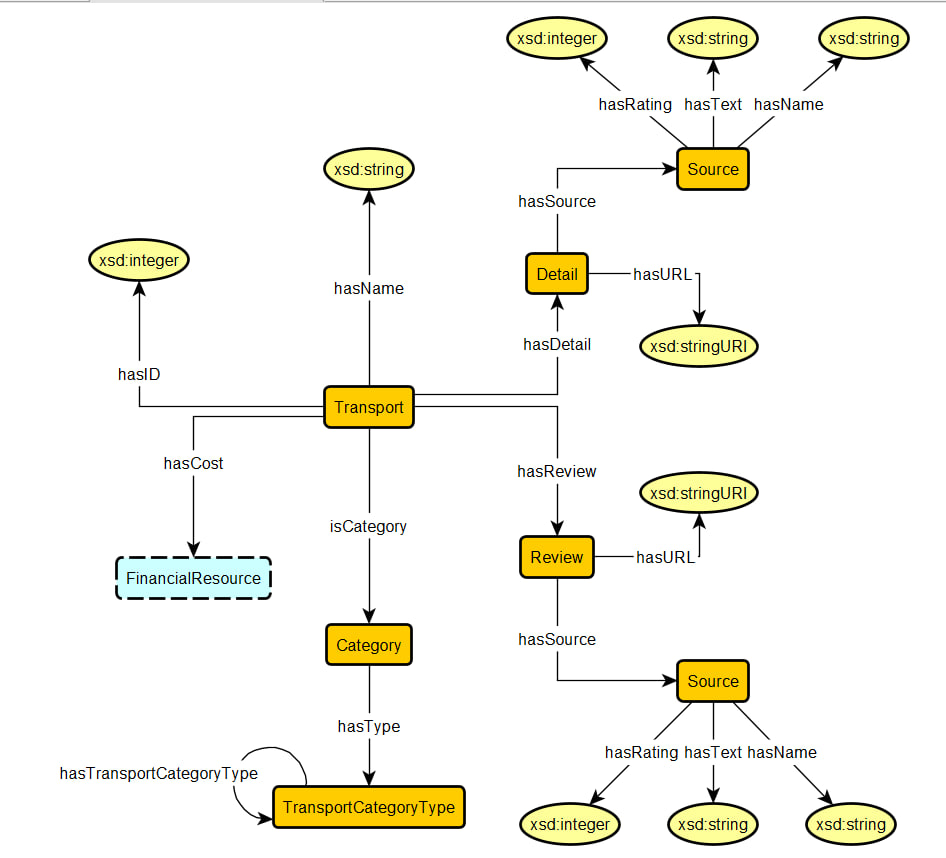 xsd:integer
xsd:string
xsd:string
hasRating
hasText
hasName
Source
xsd:string
hasSource
xsd:integer
Detail
hasURL
hasName
hasDetail
xsd:stringURI
hasID
Transport
hasCost
hasReview
xsd:stringURI
isCategory
Review
hasURL
FinancialResource
hasSource
Category
Source
hasType
hasRating
hasText
hasName
hasTransportCategoryType
TransportCategoryType
xsd:integer
xsd:string
xsd:string